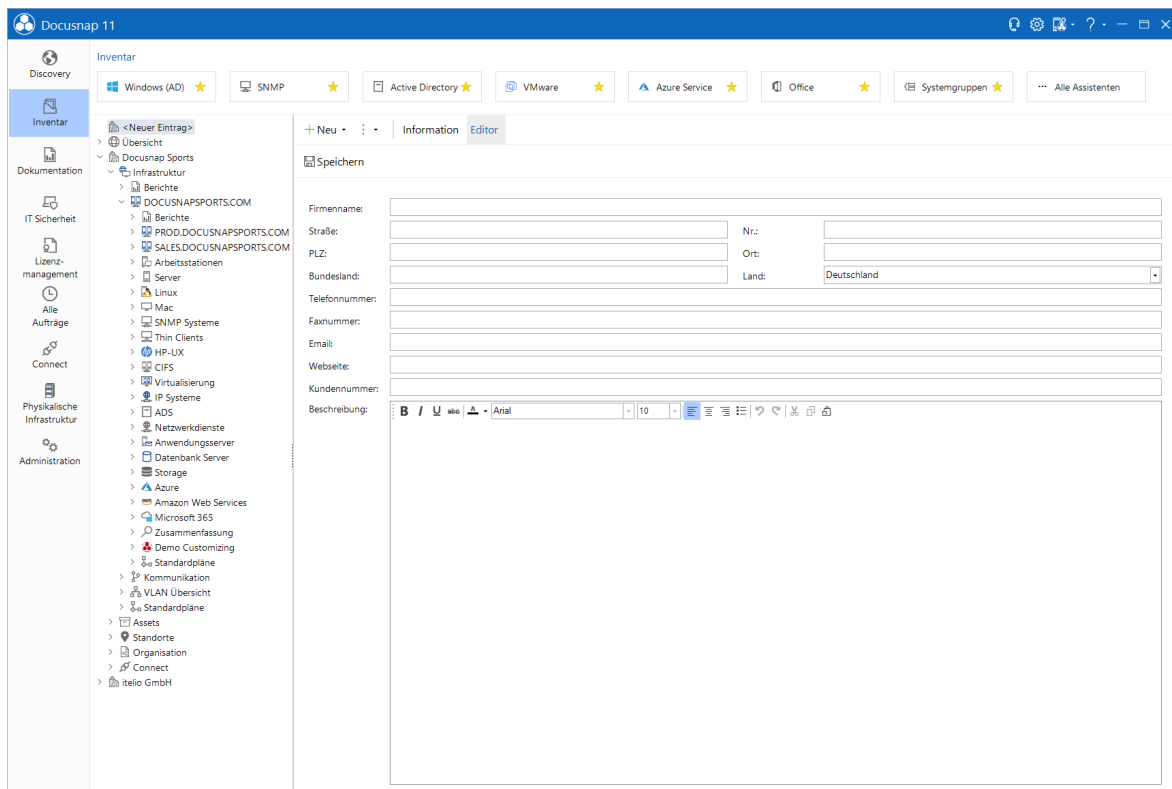 Docusnap 11
Discovery
Inventar
Dokumentation
IT Sicherheit
Lizenz-
management
Alle
Aufträge
Connect
Physikalische
Infrastruktur
Administration
Inventar
Windows (AD)
SNMP
Active Directory
VMware
Azure Service
Office
Systemgruppen
Alle Assistenten
<Neuer Eintrag>
Übersicht
Docusnap Sports
Infrastruktur
Berichte
DOCUSNAPSPORTS.COM
Berichte
PROD.DOCUSNAPSPORTS.COM
SALES.DOCUSNAPSPORTS.COM
Arbeitsstationen
Server
Linux
Mac
SNMP Systeme
Thin Clients
HP-UX
CIFS
Virtualisierung
IP Systeme
ADS
Netzwerkdienste
Anwendungsserver
Datenbank Server
Storage
Azure
Amazon Web Services
Microsoft 365
Zusammenfassung
Demo Customizing
Standardpläne
Kommunikation
VLAN Übersicht
Standardpläne
Assets
Standorte
Organisation
Connect
itelio GmbH
Neu
Information
Editor
Speichern
Firmenname:
Straße:
Nr.:
PLZ:
Ort:
Bundesland:
Land:
Deutschland
Telefonnummer:
Faxnummer:
Email:
Webseite:
Kundennummer:
Beschreibung:
B I U abc A Arial 10